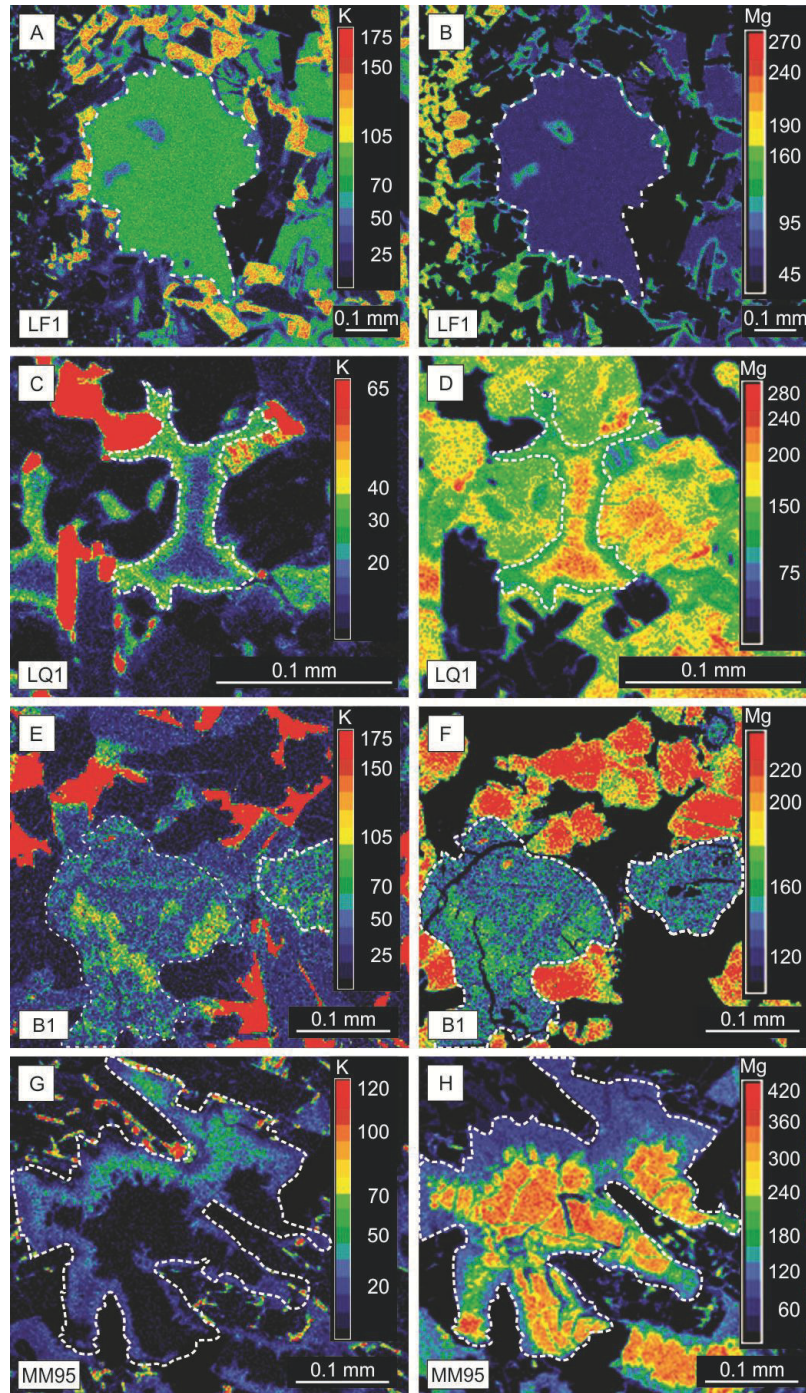 A
K
175
150
105
70
50
25
LF1
0.1 mm
B
Mg
270
240
190
160
95
45
LF1
0.1 mm
C
K
65
40
30
20
LQ1
0.1 mm
D
Mg
280
240
200
150
75
LQ1
0.1 mm
E
K
175
150
105
70
50
25
B1
0.1 mm
F
Mg
220
200
160
120
B1
0.1 mm
G
K
120
100
70
50
20
MM95
0.1 mm
H
Mg
420
360
300
240
180
120
60
MM95
0.1 mm